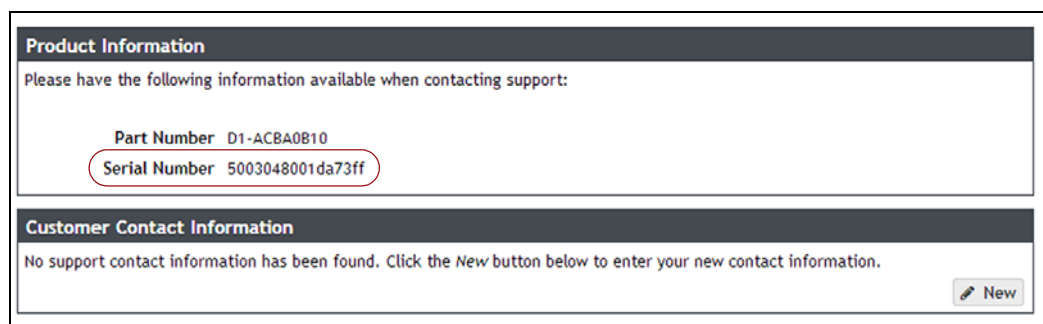 Product Information
Please have the following information available when contacting support:
Part Number D1-ACBA0B10
Serial Number 5003048001da73ff
Customer Contact Information
No support contact information has been found. Click the New button below to enter your new contact information.
New